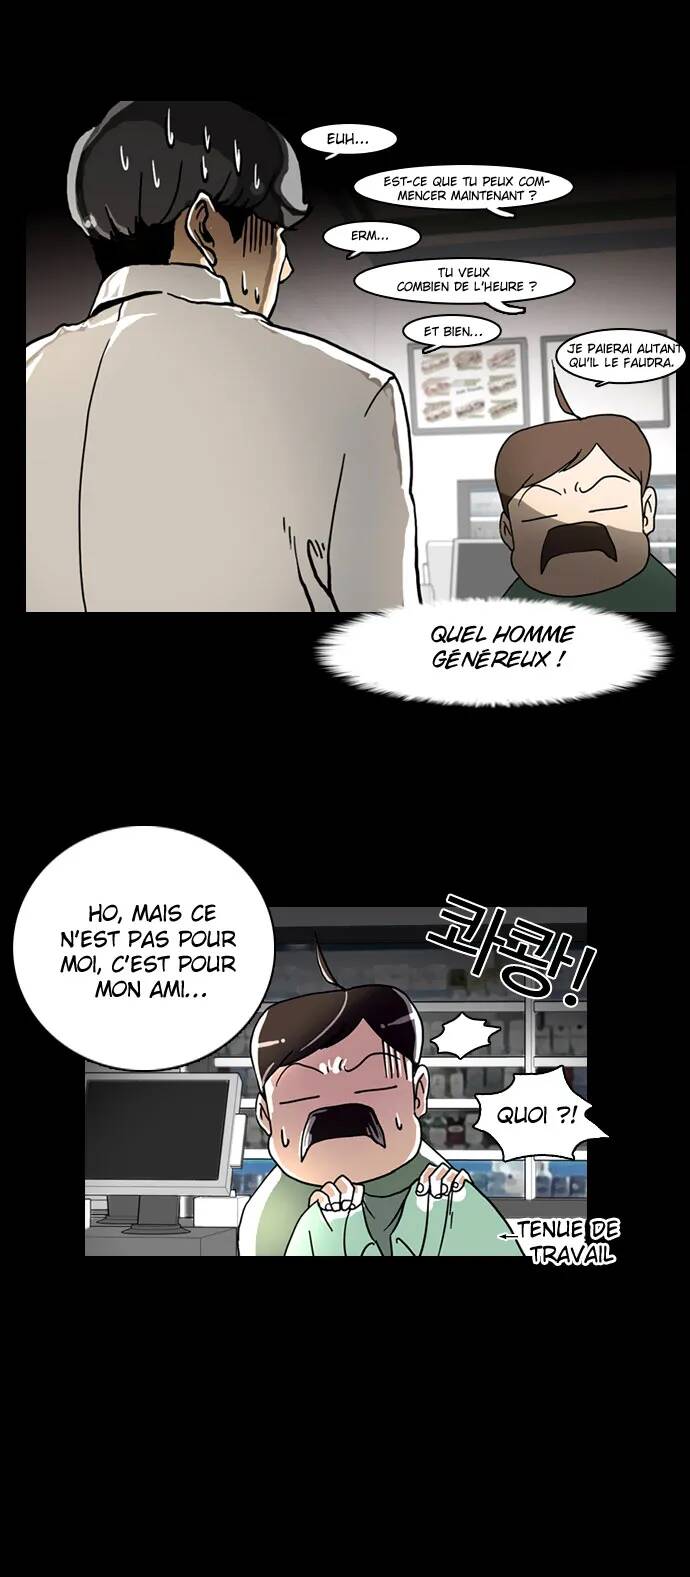 EUH...
EST-CE QUE TU PEUX COM-
MENCER MAINTENANT ?
ERM...
TU VEUX
COMBIEN DE L'HEURE ?
ET BIEN...
JE PAIERAI AUTANT
QU'IL LE FAUDRA.
QUEL HOMME
GÉNÉREUX !
HO, MAIS CE
N'EST PAS POUR
MOI, C'EST POUR
MON AMI...
콰쾅!
QUOI ?!
←TENUE DE
TRAVAIL